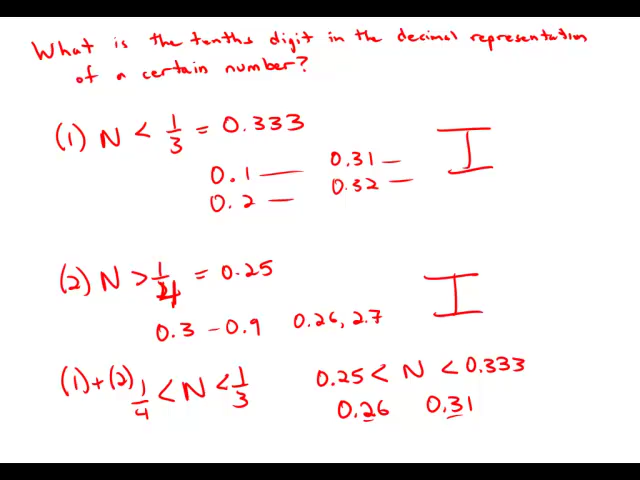 What is the tenths digit in the decimal representation
of a certain number?
(1) N < 1/3 = 0.333
I
0.1 — 0.31 —
0.2 — 0.32 —
(2) N > 1/4 = 0.25
I
0.3 - 0.9 0.26, 2.7
(1)+(2) 1/4 < N < 1/3 0.25 < N < 0.333
0.26 0.31